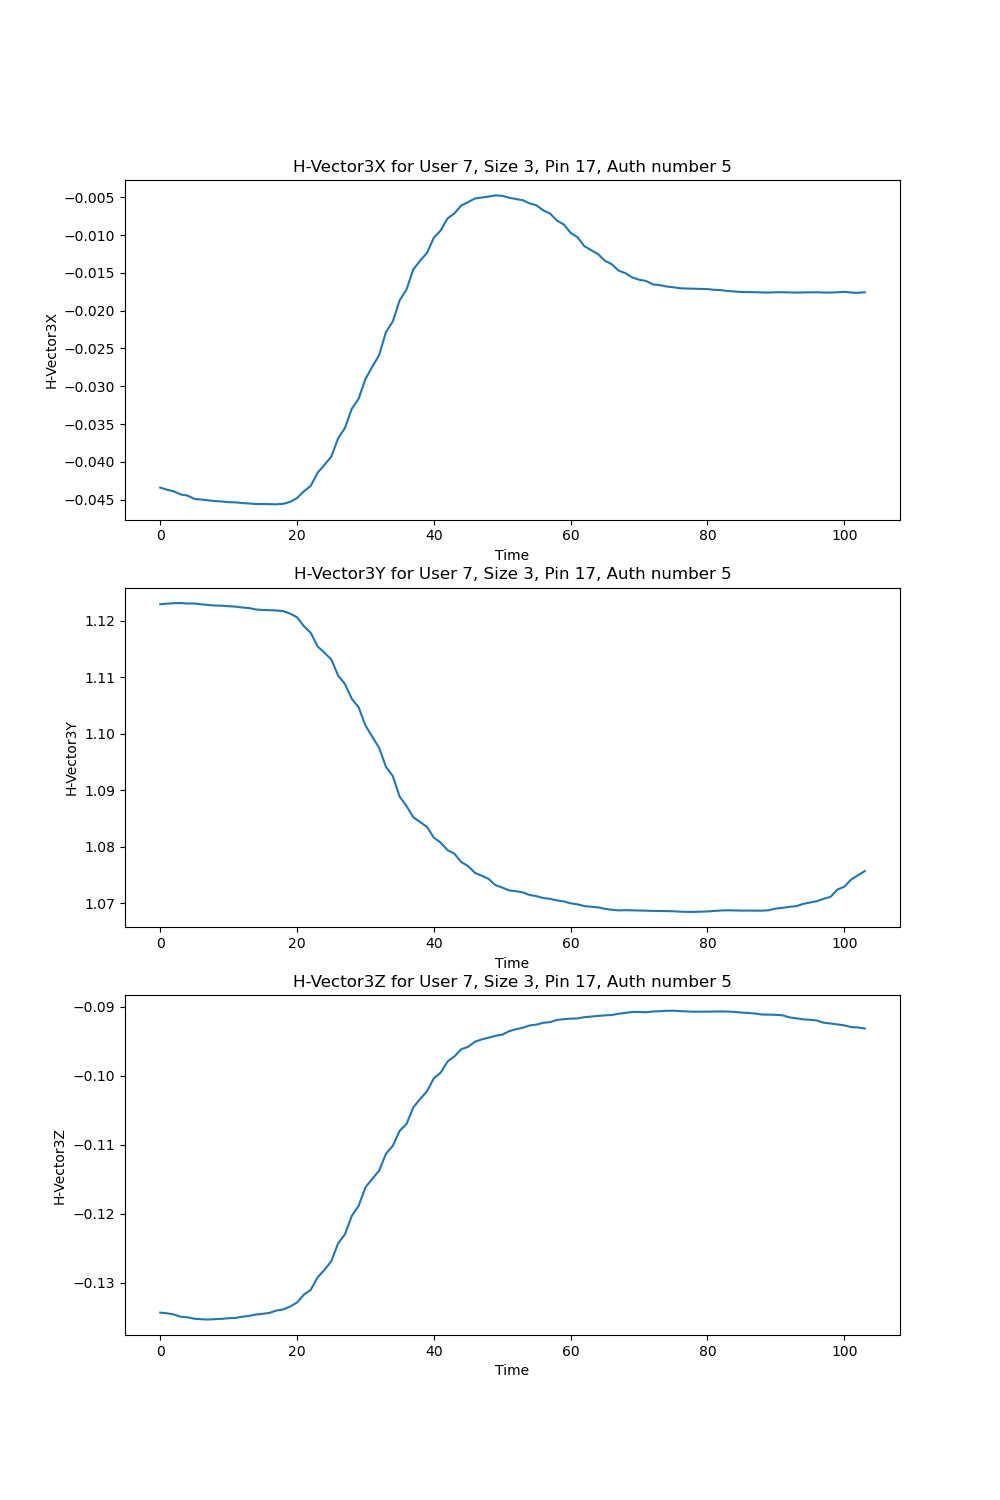 H-Vector3X for User 7, Size 3, Pin 17, Auth number 5
−0.005
−0.010
−0.015
−0.020
−0.025
−0.030
−0.035
−0.040
−0.045
H-Vector3X
0 20 40 60 80 100
Time
H-Vector3Y for User 7, Size 3, Pin 17, Auth number 5
1.12
1.11
1.10
1.09
1.08
1.07
H-Vector3Y
0 20 40 60 80 100
Time
H-Vector3Z for User 7, Size 3, Pin 17, Auth number 5
−0.09
−0.10
−0.11
−0.12
−0.13
H-Vector3Z
0 20 40 60 80 100
Time